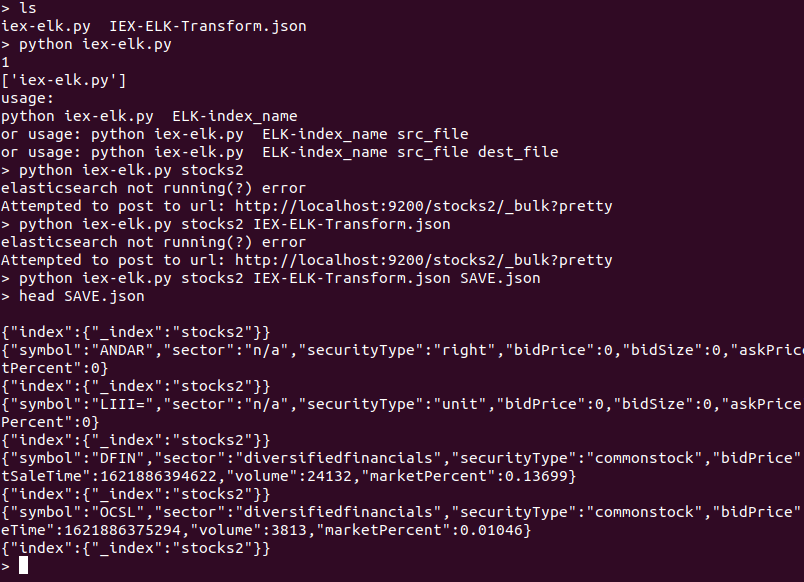 > ls
iex-elk.py  IEX-ELK-Transform.json
> python iex-elk.py
1
['iex-elk.py']
usage:
python iex-elk.py  ELK-index_name
or usage: python iex-elk.py  ELK-index_name src_file
or usage: python iex-elk.py  ELK-index_name src_file dest_file
> python iex-elk.py stocks2
elasticsearch not running(?) error
Attempted to post to url: http://localhost:9200/stocks2/_bulk?pretty
> python iex-elk.py stocks2 IEX-ELK-Transform.json
elasticsearch not running(?) error
Attempted to post to url: http://localhost:9200/stocks2/_bulk?pretty
> python iex-elk.py stocks2 IEX-ELK-Transform.json SAVE.json
> head SAVE.json

{"index":{"_index":"stocks2"}}
{"symbol":"ANDAR","sector":"n/a","securityType":"right","bidPrice":0,"bidSize":0,"askPric
tPercent":0}
{"index":{"_index":"stocks2"}}
{"symbol":"LIII=","sector":"n/a","securityType":"unit","bidPrice":0,"bidSize":0,"askPrice
Percent":0}
{"index":{"_index":"stocks2"}}
{"symbol":"DFIN","sector":"diversifiedfinancials","securityType":"commonstock","bidPrice"
tSaleTime":1621886394622,"volume":24132,"marketPercent":0.13699}
{"index":{"_index":"stocks2"}}
{"symbol":"OCSL","sector":"diversifiedfinancials","securityType":"commonstock","bidPrice"
eTime":1621886375294,"volume":3813,"marketPercent":0.01046}
{"index":{"_index":"stocks2"}}
>